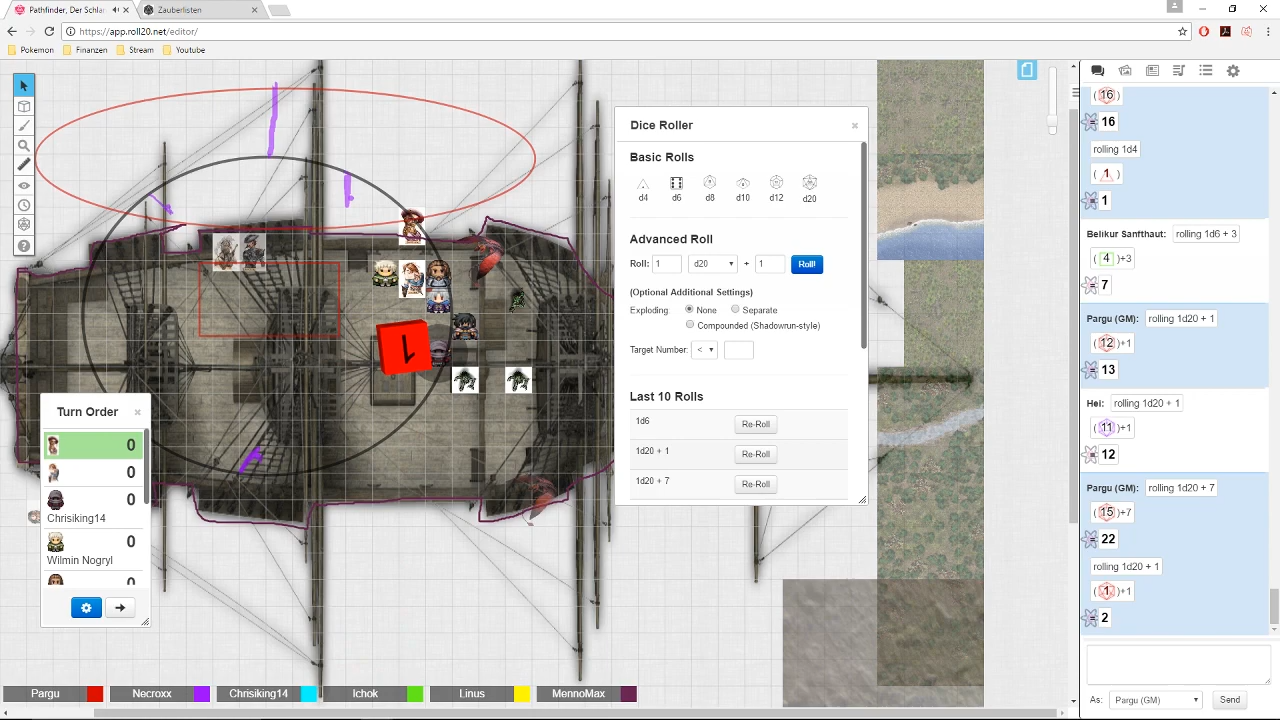 Pathfinder, Der Schla
Zauberlisten
https://app.roll20.net/editor/
Pokemon Finanzen Stream Youtube
Dice Roller
Basic Rolls
d4 d6 d8 d10 d12 d20
Advanced Roll
Roll: 1 d20 + 1 Roll!
(Optional Additional Settings)
Exploding: None Separate
Compounded (Shadowrun-style)
Target Number: <
Last 10 Rolls
1d6 Re-Roll
1d20 + 1 Re-Roll
1d20 + 7 Re-Roll
Turn Order
0
0
0
Chrisiking14
0
Wilmin Nogryl
0
1
Pargu Necroxx Chrisiking14 Ichok Linus MennoMax
(16)
= 16
rolling 1d4
(1)
= 1
Belikur Sanfthaut: rolling 1d6 + 3
(4)+3
= 7
Pargu (GM): rolling 1d20 + 1
(12)+1
= 13
Hei: rolling 1d20 + 1
(11)+1
= 12
Pargu (GM): rolling 1d20 + 7
(15)+7
= 22
rolling 1d20 + 1
(1)+1
= 2
As: Pargu (GM) Send